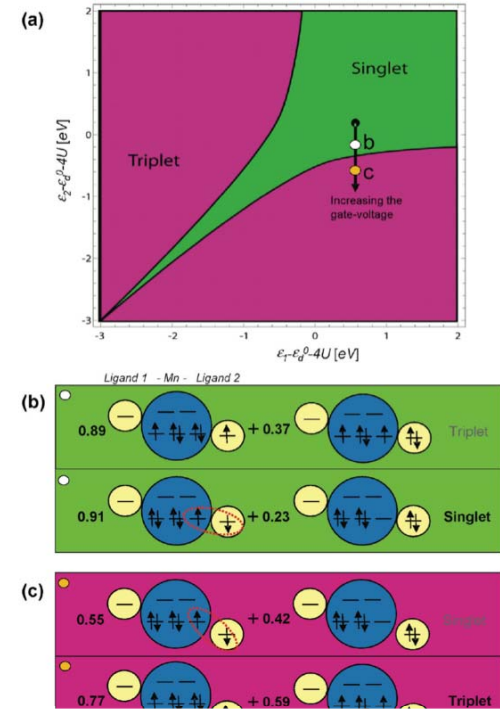 (a)
2
1
0
-1
-2
-3
ε2-εd0-4U [eV]
Singlet
Triplet
b
c
Increasing the
gate-voltage
-3 -2 -1 0 1 2
ε1-εd0-4U [eV]
Ligand 1 - Mn - Ligand 2
(b)
0.89 + 0.37 Triplet
0.91 + 0.23 Singlet
(c)
0.55 + 0.42 Singlet
0.77 + 0.59 Triplet